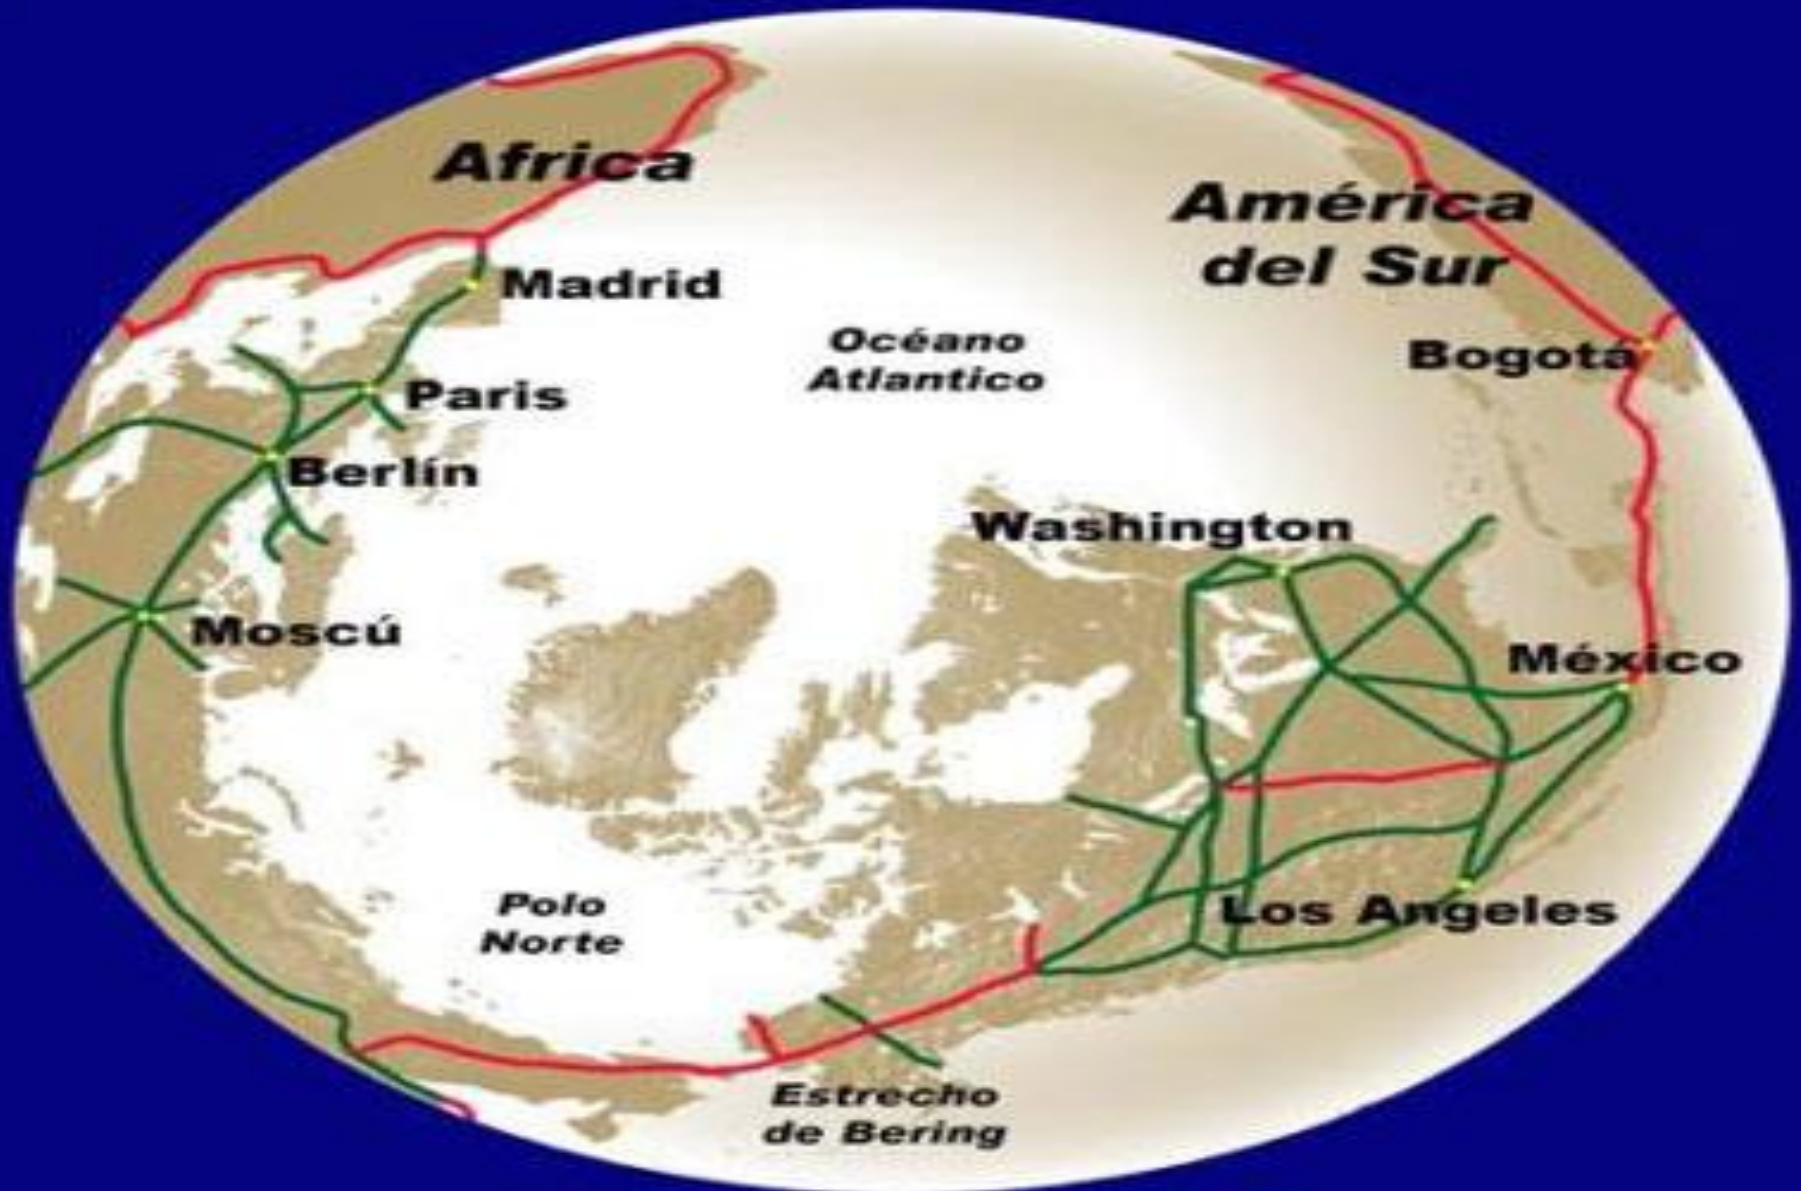 Africa
América
del Sur
Madrid
Océano
Atlantico
Bogotá
Paris
Berlín
Washington
Moscú
México
Polo
Norte
Los Angeles
Estrecho
de Bering